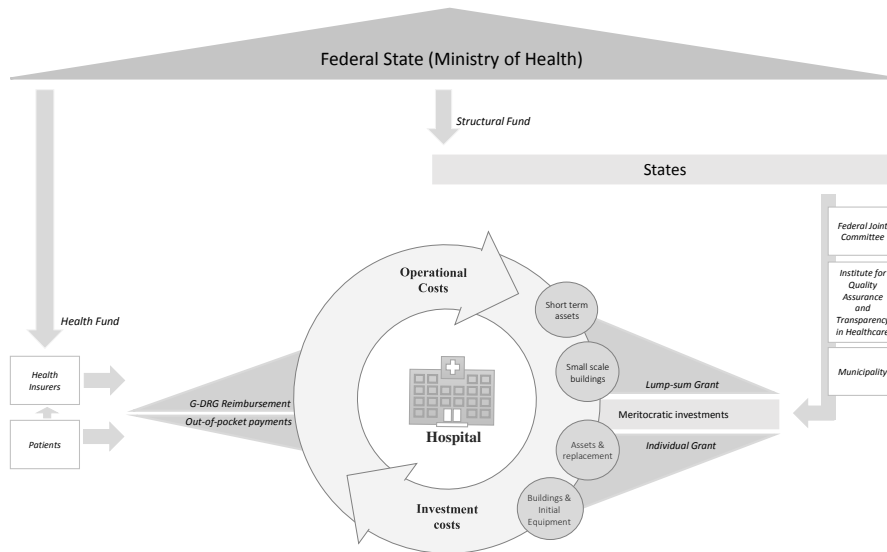 Federal State (Ministry of Health)
Structural Fund
States
Federal Joint
Committee
Institute for
Quality
Assurance
and
Transparency
in Healthcare
Municipality
Health Fund
Health
Insurers
Patients
G-DRG Reimbursement
Out-of-pocket payments
Operational
Costs
Hospital
Investment
costs
Short term
assets
Small scale
buildings
Assets &
replacement
Buildings &
Initial
Equipment
Lump-sum Grant
Meritocratic investments
Individual Grant